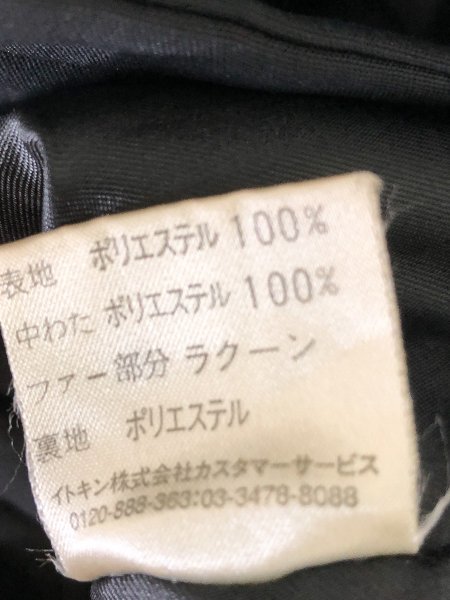 表地 ポリエステル 100%
中わた ポリエステル 100%
ファー部分 ラクーン
裏地 ポリエステル
イトキン株式会社カスタマーサービス
0120-888-363:03-3478-8088